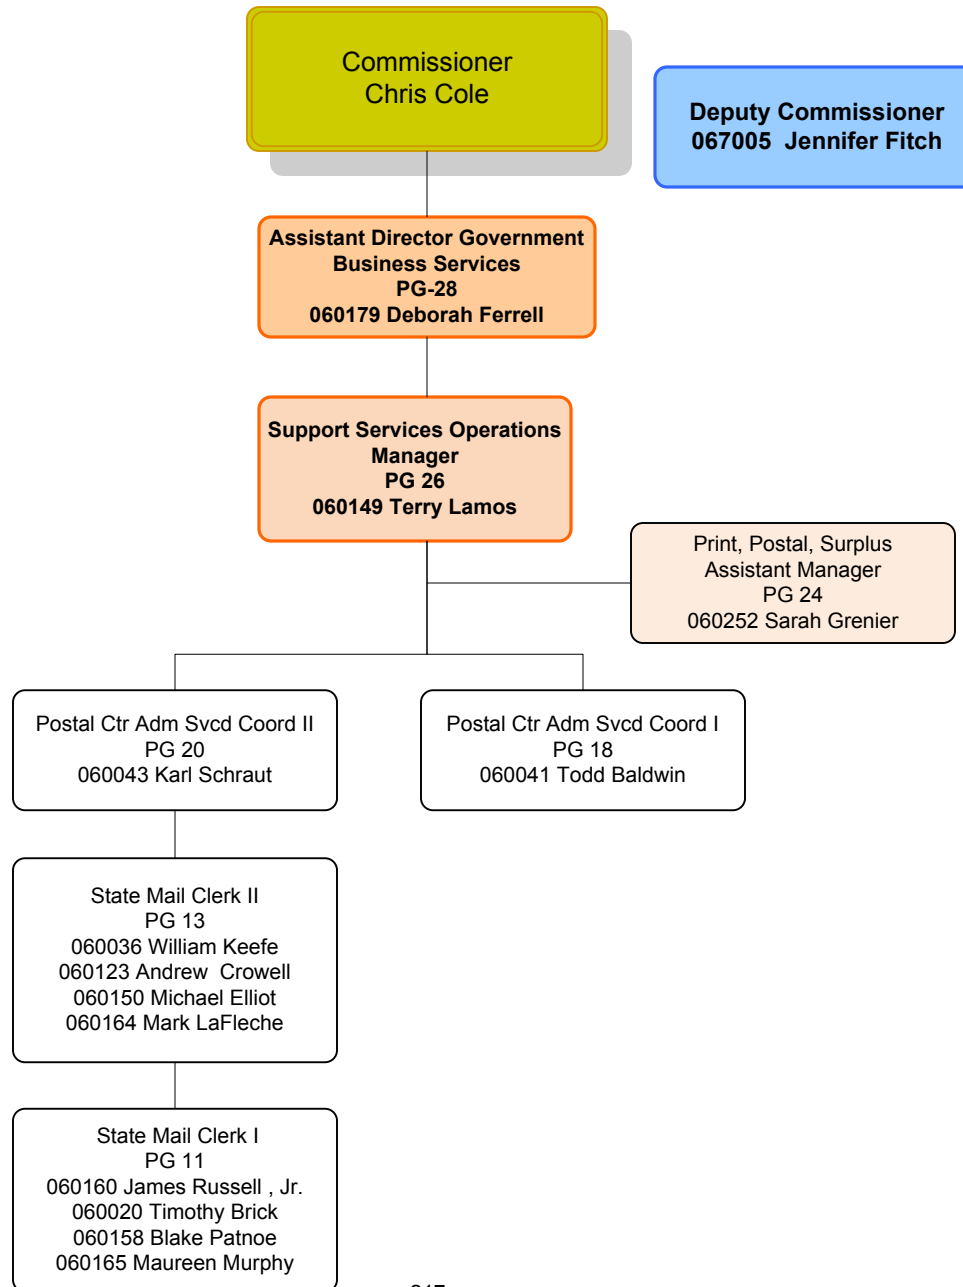 Commissioner
Chris Cole
Deputy Commissioner
067005  Jennifer Fitch
Assistant Director Government
Business Services
PG-28
060179 Deborah Ferrell
Support Services Operations
Manager
PG 26
060149 Terry Lamos
Print, Postal, Surplus
Assistant Manager
PG 24
060252 Sarah Grenier
Postal Ctr Adm Svcd Coord II
PG 20
060043 Karl Schraut
Postal Ctr Adm Svcd Coord I
PG 18
060041 Todd Baldwin
State Mail Clerk II
PG 13
060036 William Keefe
060123 Andrew  Crowell
060150 Michael Elliot
060164 Mark LaFleche
State Mail Clerk I
PG 11
060160 James Russell , Jr.
060020 Timothy Brick
060158 Blake Patnoe
060165 Maureen Murphy